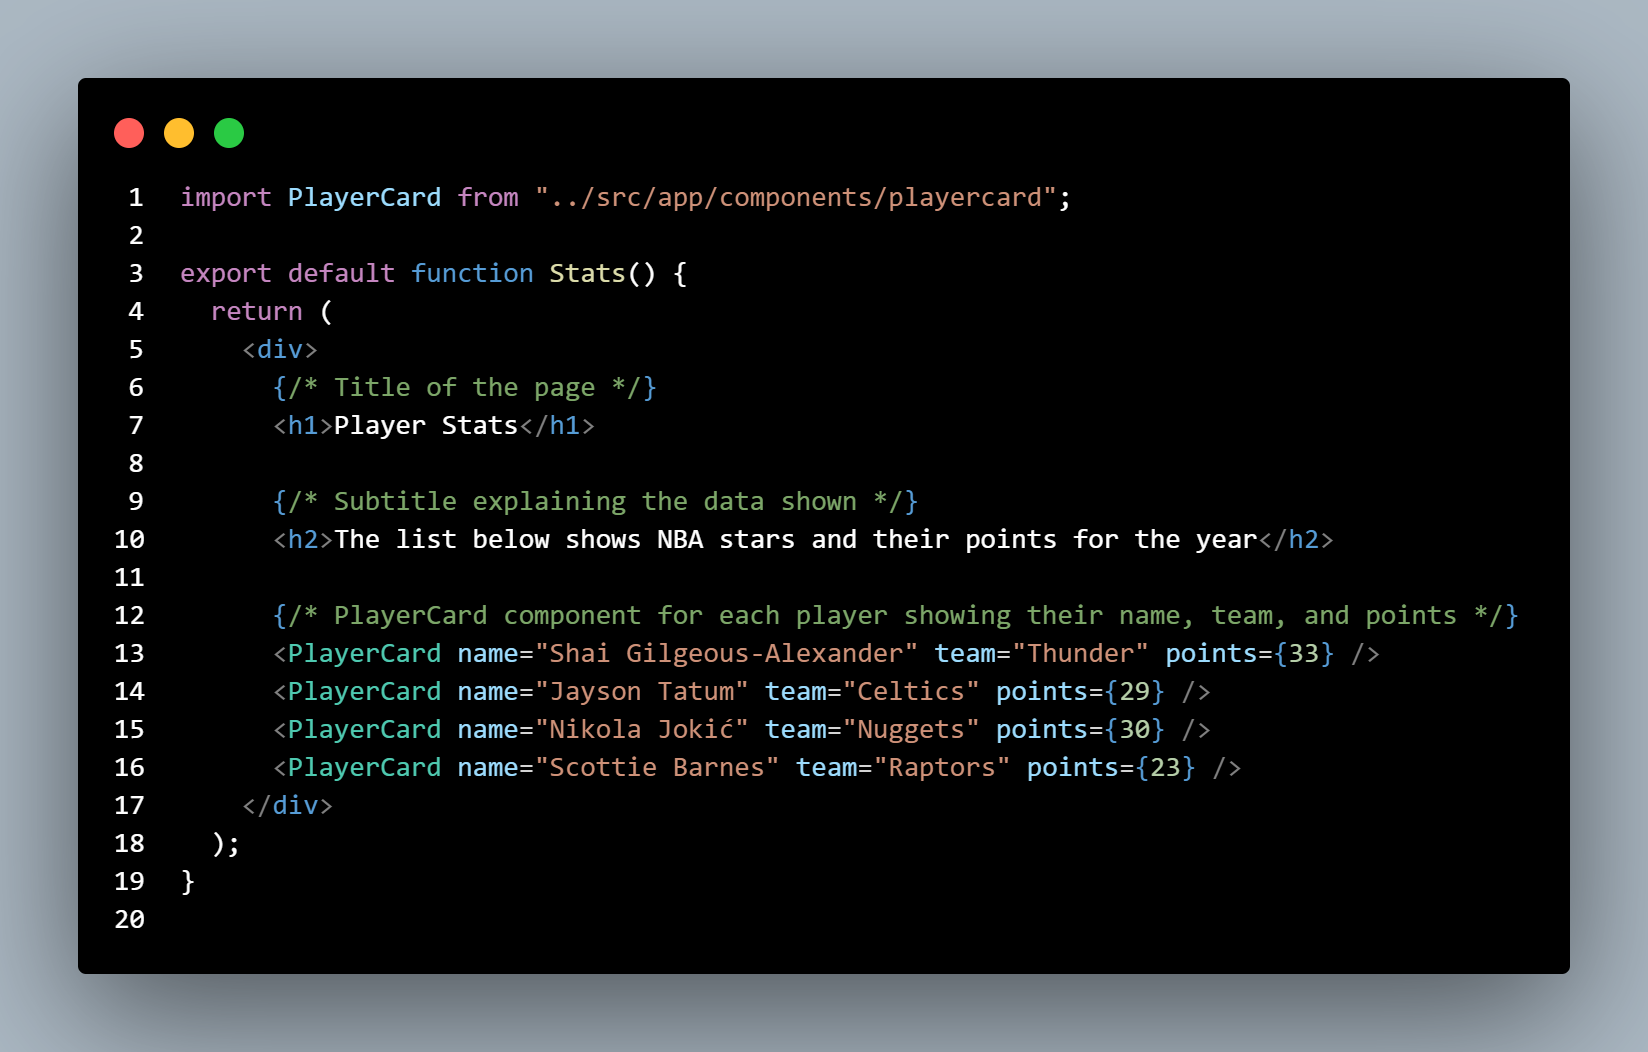 1 import PlayerCard from "../src/app/components/playercard";
2
3 export default function Stats() {
4   return (
5     <div>
6       {/* Title of the page */}
7       <h1>Player Stats</h1>
8
9       {/* Subtitle explaining the data shown */}
10       <h2>The list below shows NBA stars and their points for the year</h2>
11
12       {/* PlayerCard component for each player showing their name, team, and points */}
13       <PlayerCard name="Shai Gilgeous-Alexander" team="Thunder" points={33} />
14       <PlayerCard name="Jayson Tatum" team="Celtics" points={29} />
15       <PlayerCard name="Nikola Jokić" team="Nuggets" points={30} />
16       <PlayerCard name="Scottie Barnes" team="Raptors" points={23} />
17     </div>
18   );
19 }
20